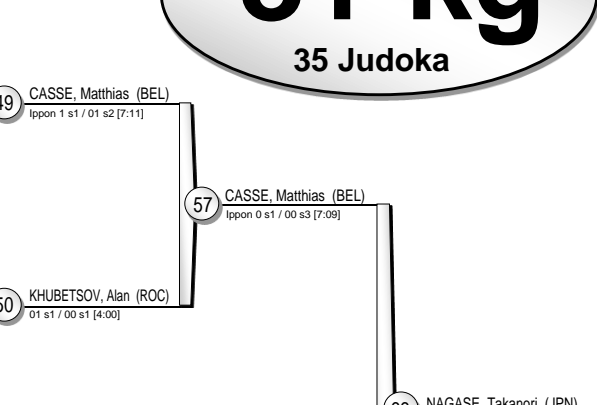 kg
35 Judoka
49 CASSE, Matthias (BEL)
Ippon 1 s1 / 01 s2 [7:11]
57 CASSE, Matthias (BEL)
Ippon 0 s1 / 00 s3 [7:09]
50 KHUBETSOV, Alan (ROC)
01 s1 / 00 s1 [4:00]
NAGASE, Takanori (JPN)